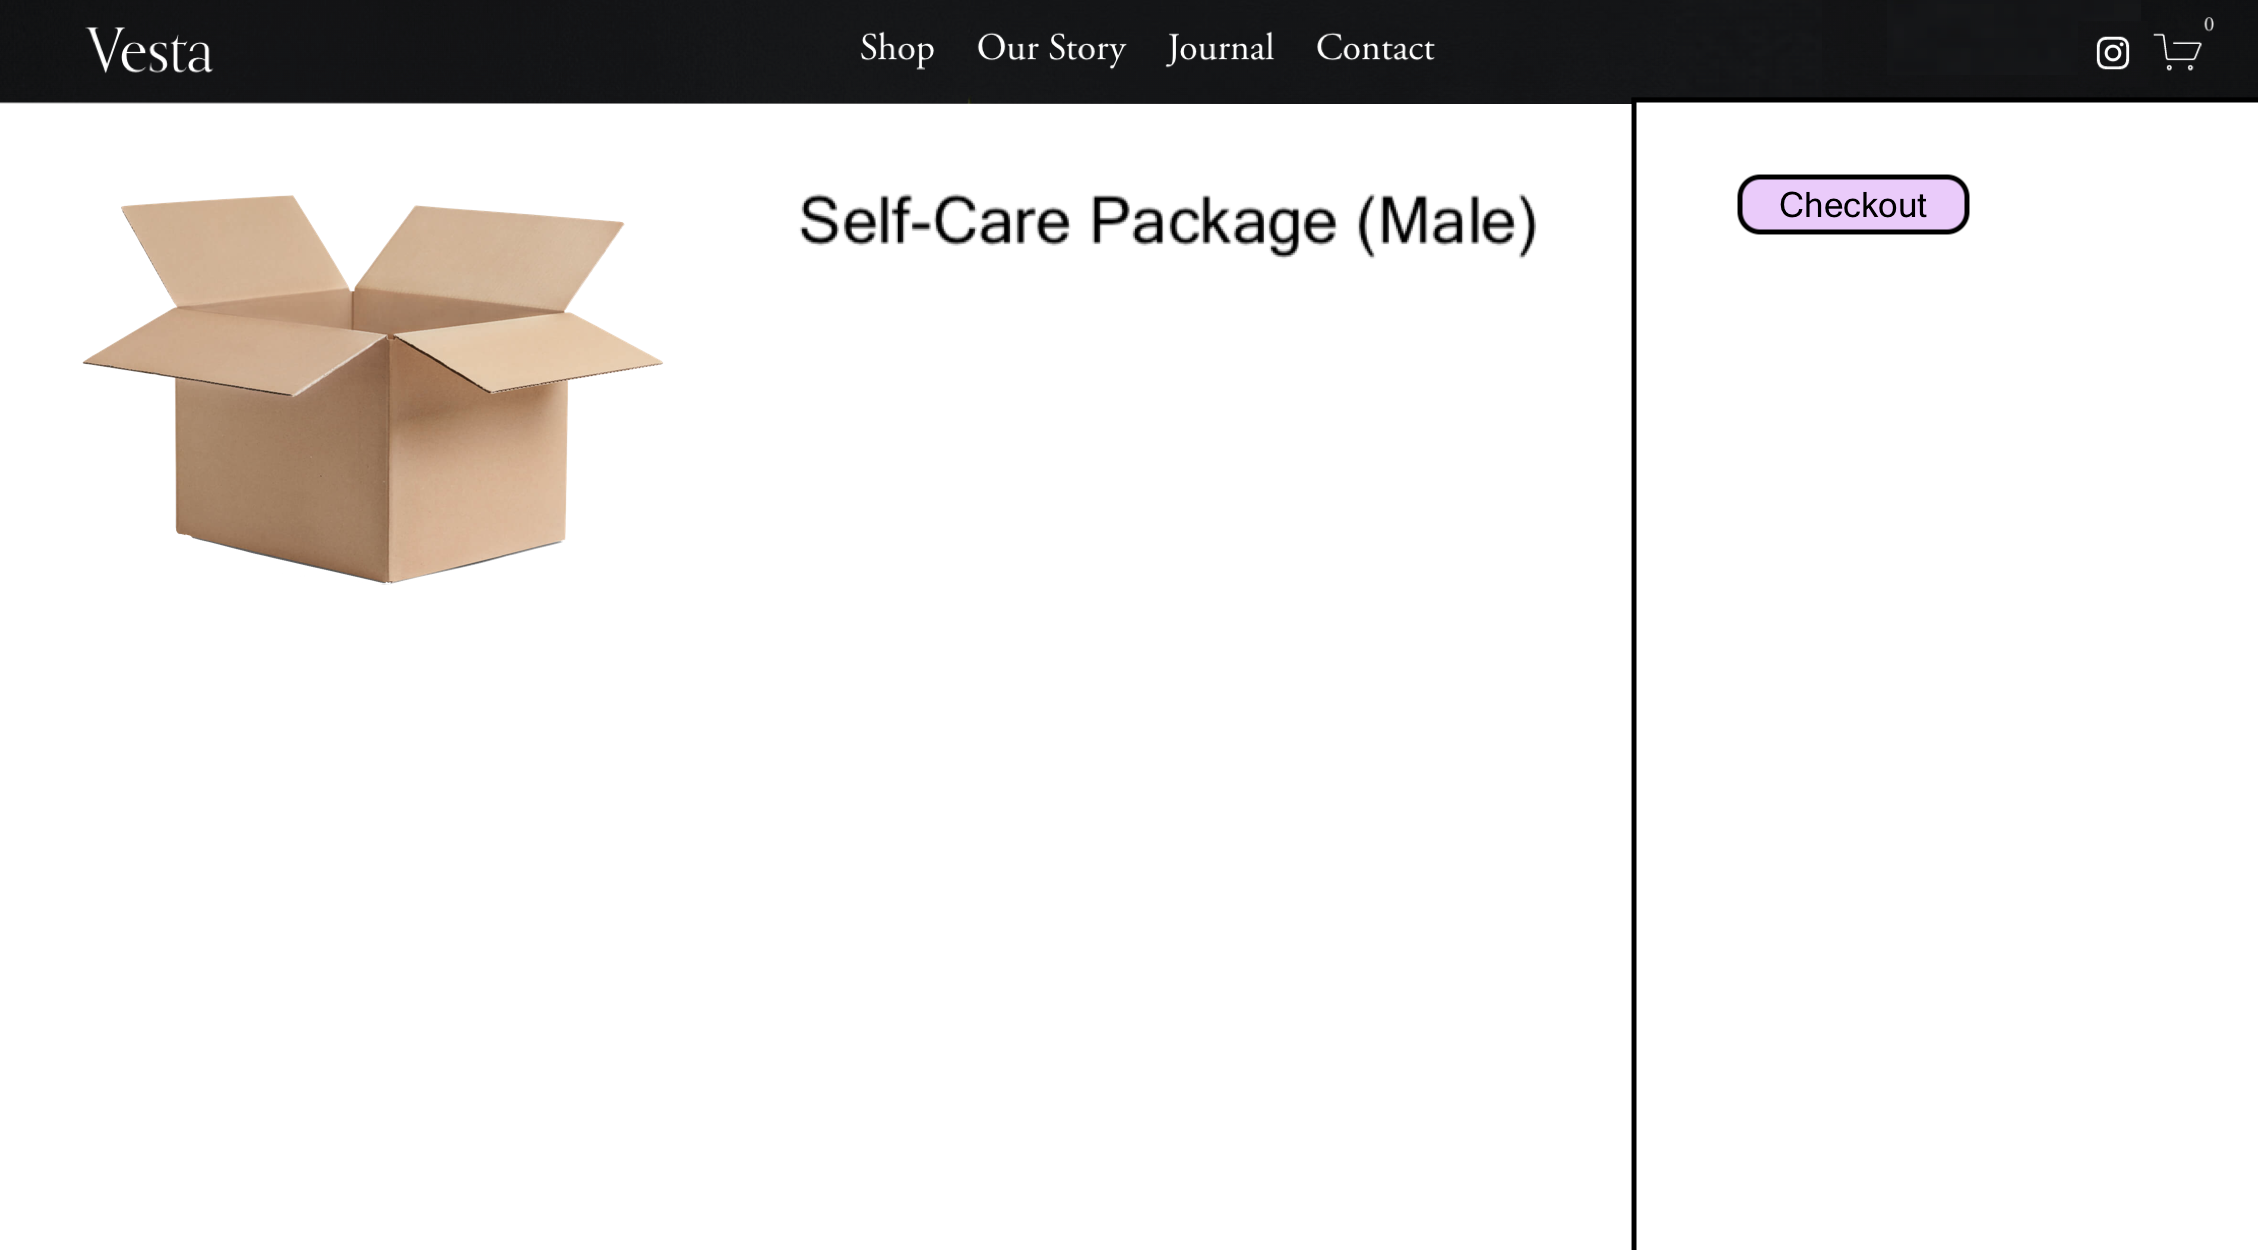 Vesta
Shop Our Story Journal Contact
0
Self-Care Package (Male)
Checkout